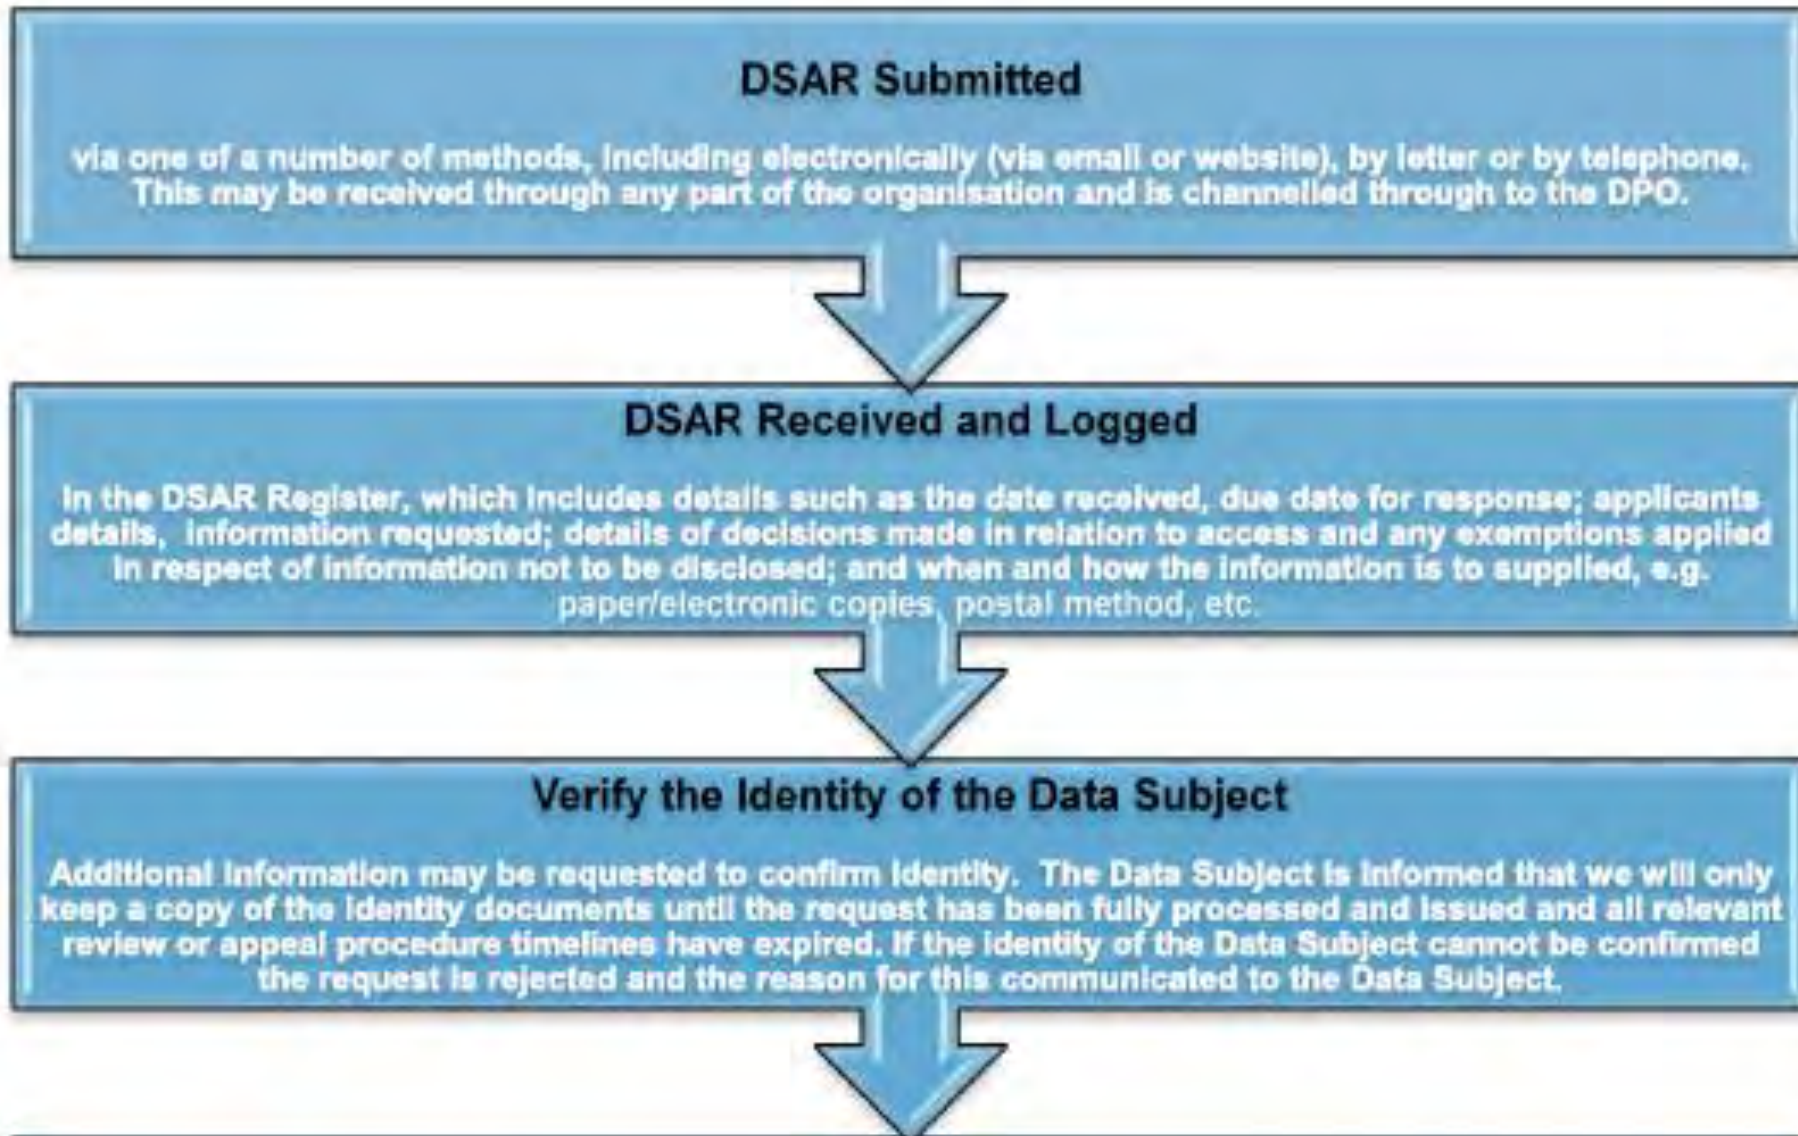 DSAR Submitted
via one of a number of methods, including electronically (via email or website), by letter or by telephone.
This may be received through any part of the organisation and is channelled through to the DPO.
DSAR Received and Logged
In the DSAR Register, which includes details such as the date received, due date for response; applicants
details, information requested; details of decisions made in relation to access and any exemptions applied
in respect of information not to be disclosed; and when and how the information is to supplied, e.g.
paper/electronic copies, postal method, etc.
Verify the Identity of the Data Subject
Additional information may be requested to confirm identity. The Data Subject is informed that we will only
keep a copy of the identity documents until the request has been fully processed and issued and all relevant
review or appeal procedure timelines have expired. If the identity of the Data Subject cannot be confirmed
the request is rejected and the reason for this communicated to the Data Subject.